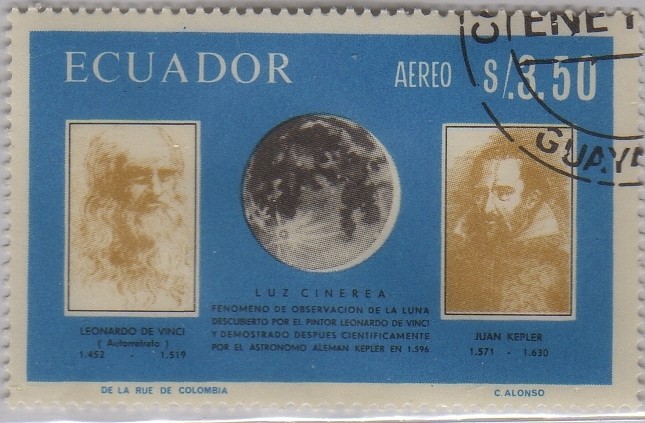 ECUADOR
AEREO S/.3.50
LUZ CINEREA
FENOMENO DE OBSERVACION DE LA LUNA
DESCUBIERTO POR EL PINTOR LEONARDO DE VINCI
Y DEMOSTRADO DESPUES CIENTIFICAMENTE
POR EL ASTRONOMO ALEMAN KEPLER EN 1.596
LEONARDO DE VINCI
( Autorretrato )
1.452 - 1.519
JUAN KEPLER
1.571 - 1.630
DE LA RUE DE COLOMBIA
C. ALONSO
GUAYA